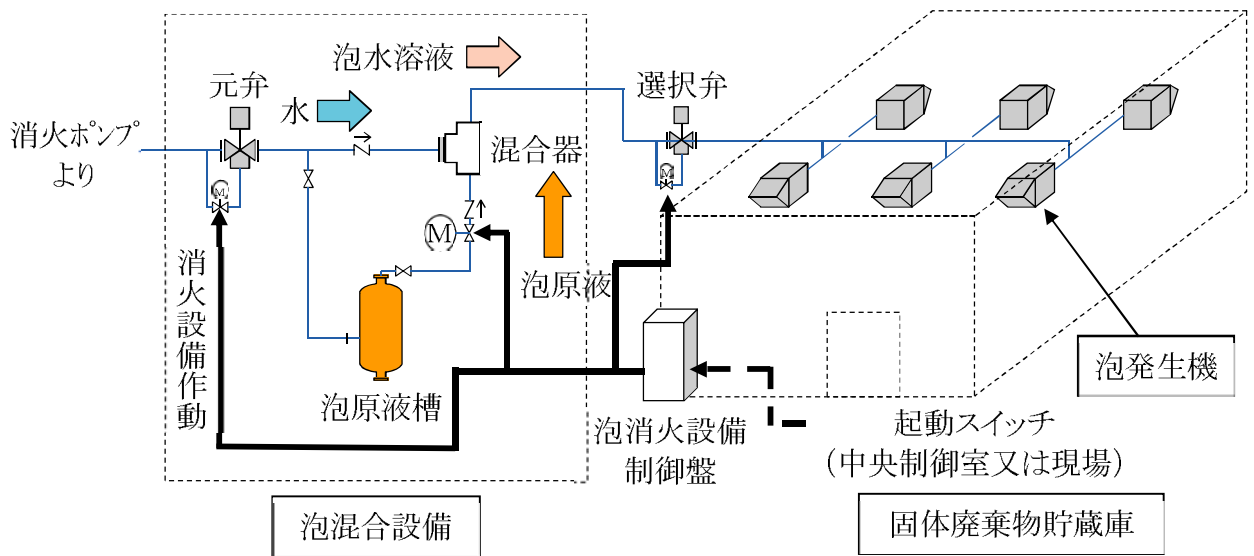 泡水溶液
元弁
水
選択弁
消火ポンプ
より
混合器
M
M
M
泡原液
消火設備作動
泡原液槽
泡発生機
泡消火設備
制御盤
起動スイッチ
(中央制御室又は現場)
泡混合設備
固体廃棄物貯蔵庫